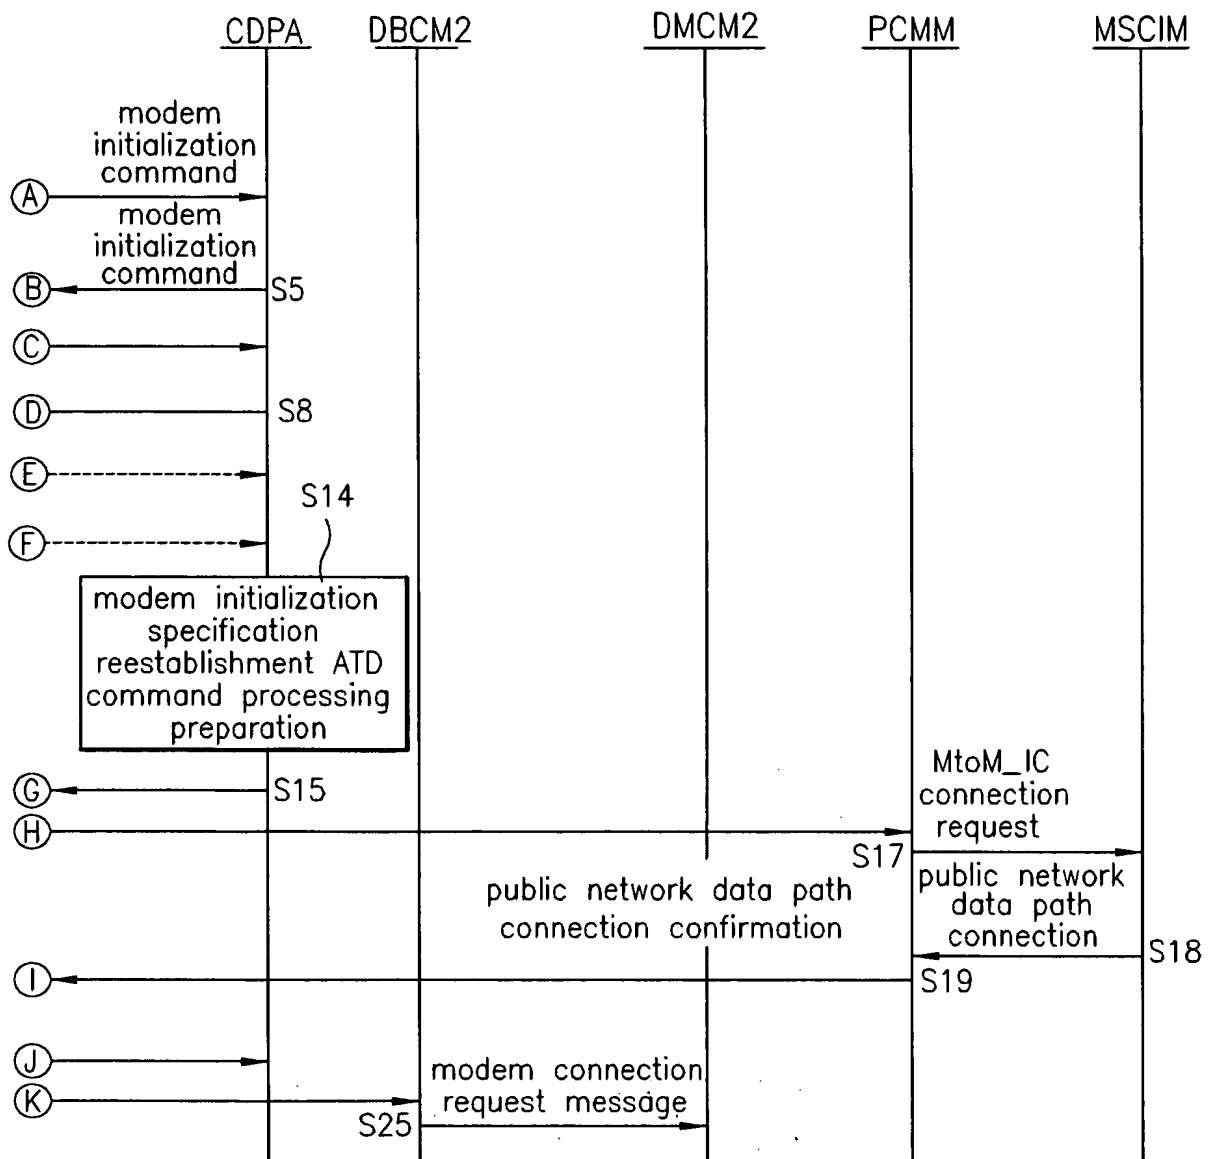 CDPA DBCM2 DMCM2 PCMM MSCIM
modem
initialization
command
A
modem
initialization
command
B S5
C
D S8
E
S14
F
modem initialization
specification
reestablishment ATD
command processing
preparation
G S15
MtoM_IC
connection
request
H
S17
public network data path
connection confirmation
public network
data path
connection
S18
I S19
J
modem connection
request message
K
S25